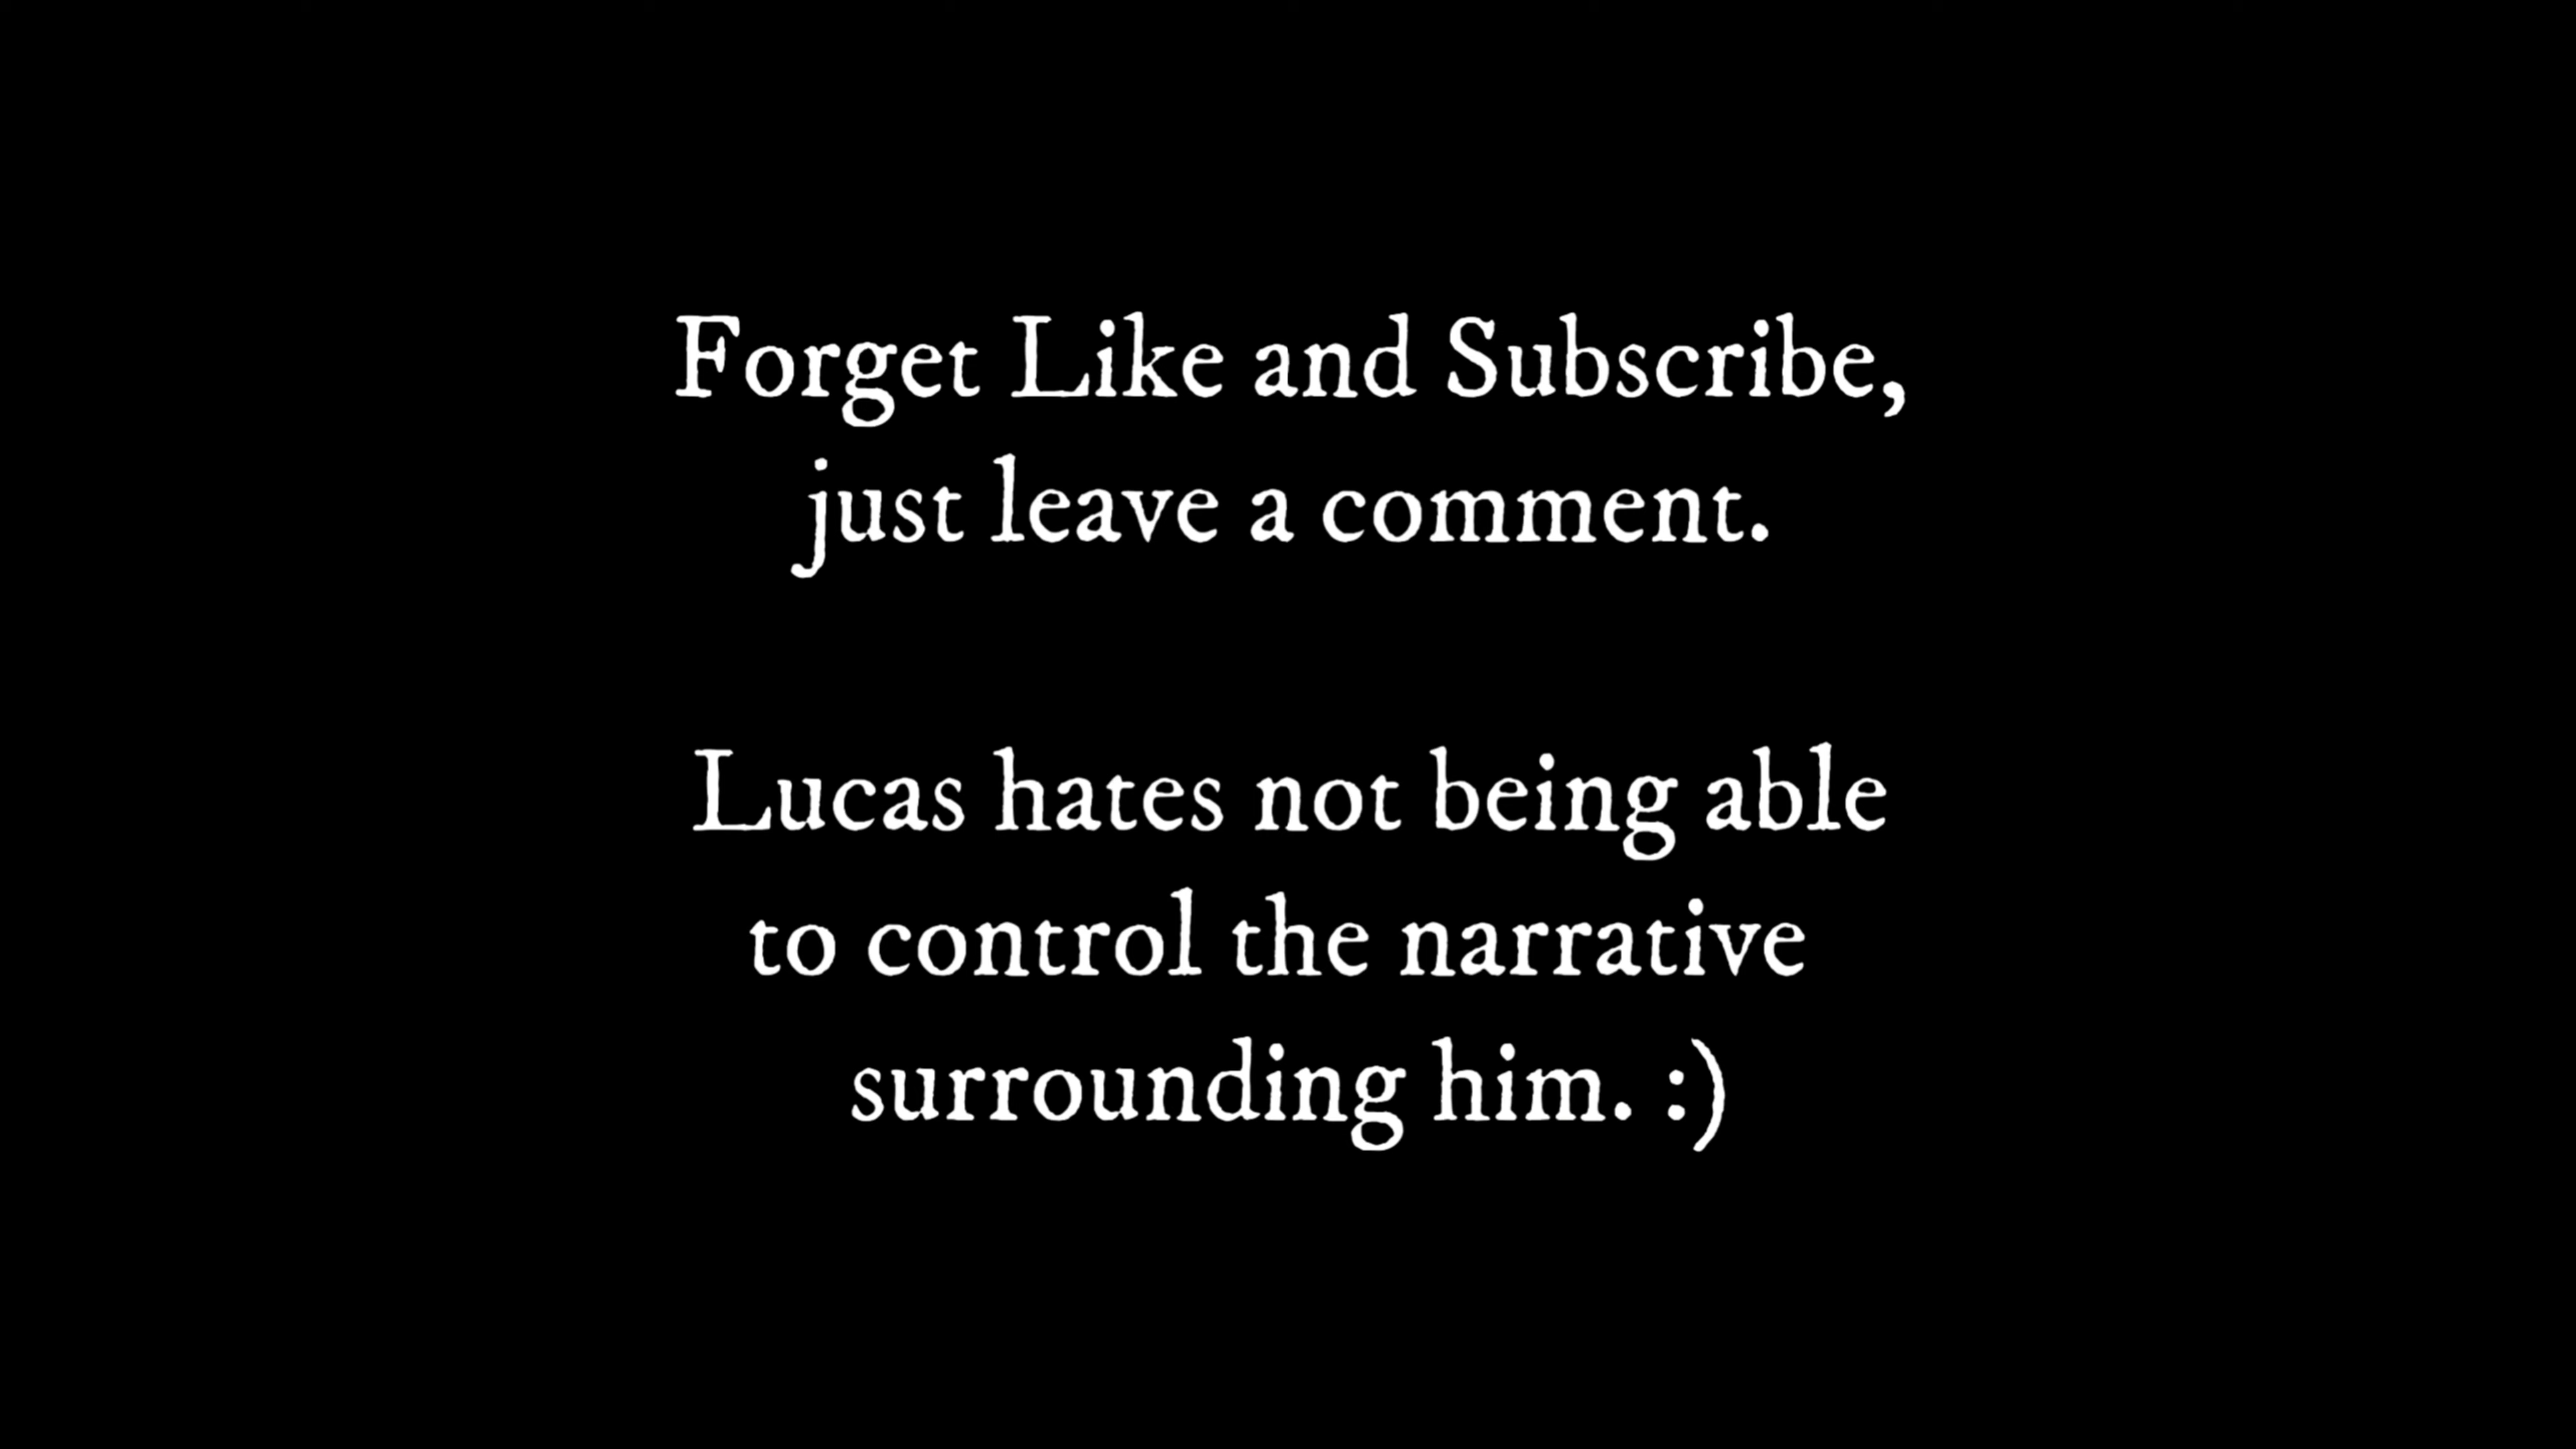 Forget Like and Subscribe,
just leave a comment.
Lucas hates not being able
to control the narrative
surrounding him. :)